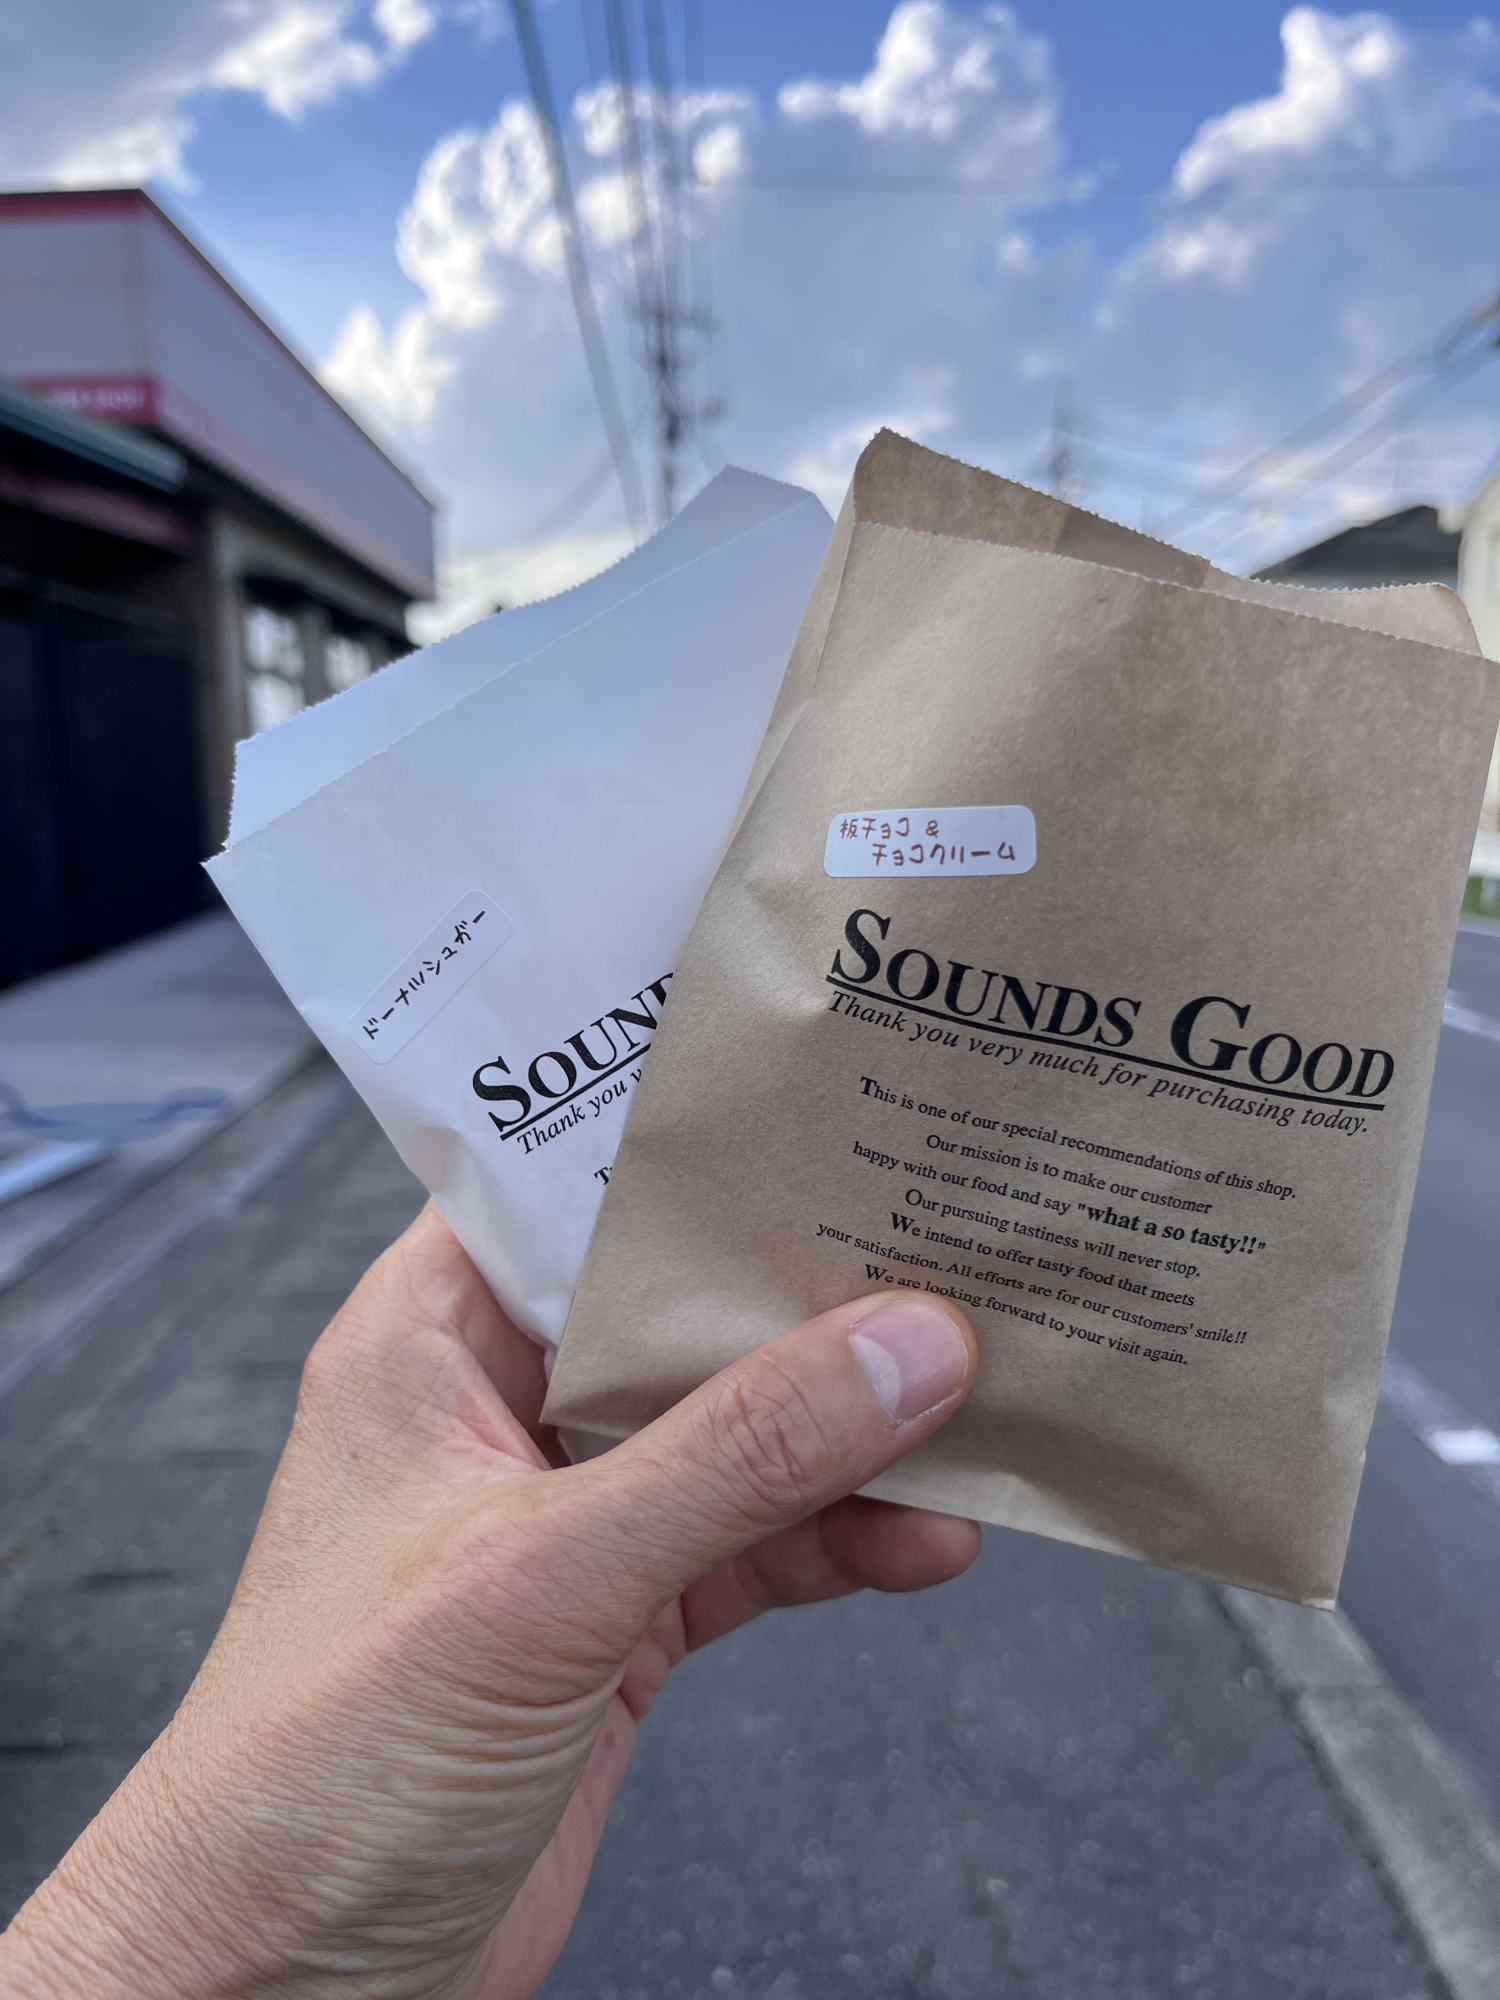 ドーナツシュガー
SOUND
Thank you
板チョコ &
チョコクリーム
SOUNDS GOOD
Thank you very much for purchasing today.
This is one of our special recommendations of this shop.
Our mission is to make our customer
happy with our food and say "what a so tasty!!"
Our pursuing tastiness will never stop.
We intend to offer tasty food that meets
your satisfaction. All efforts are for our customers' smile!!
We are looking forward to your visit again.